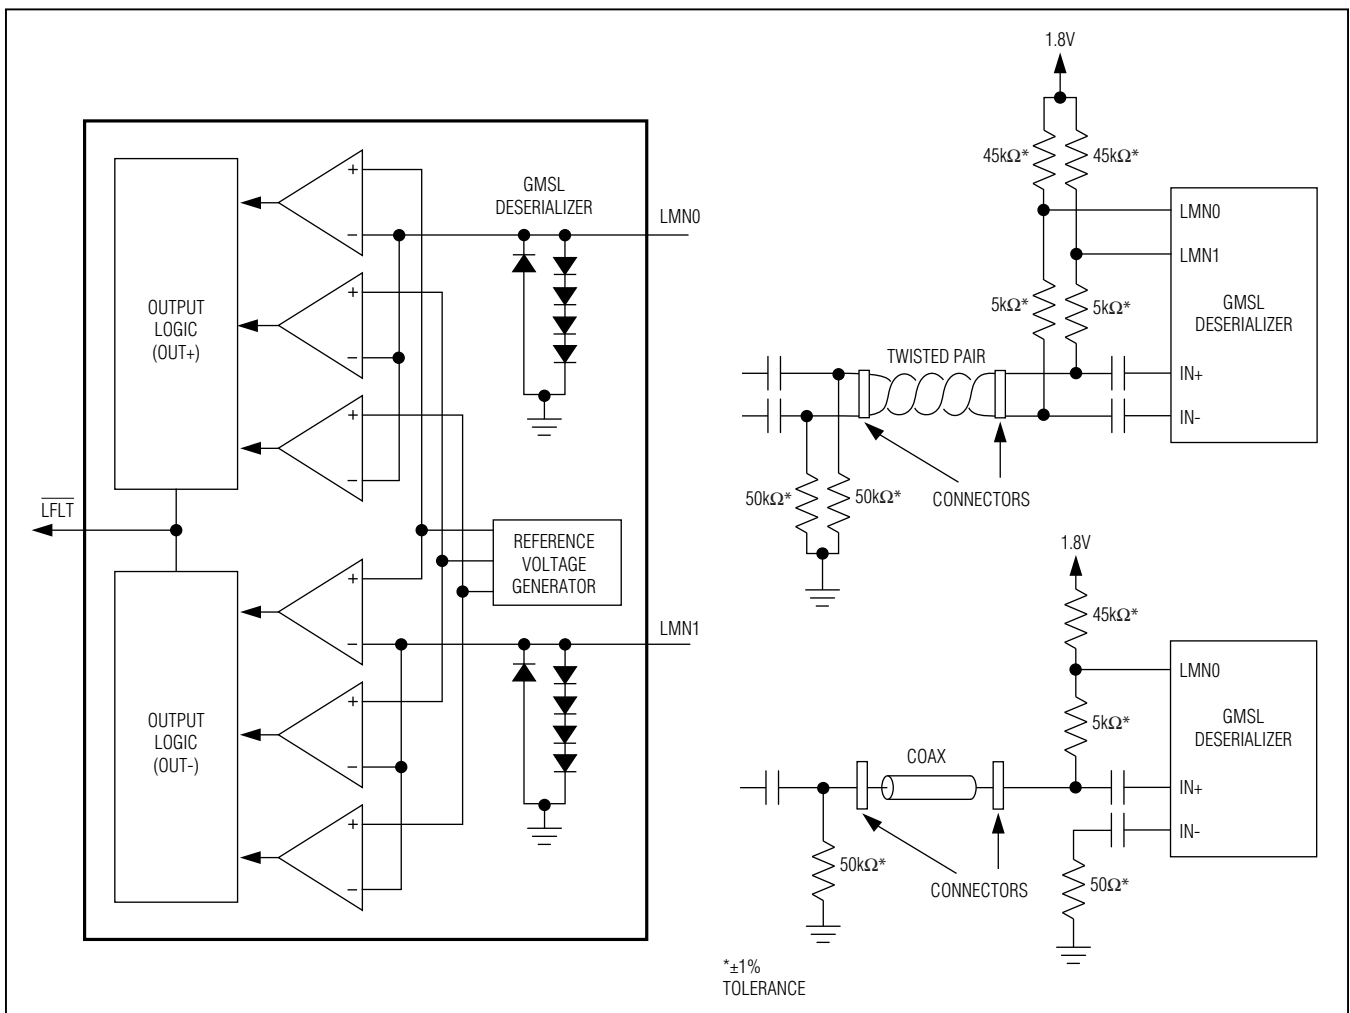 GMSL
DESERIALIZER
LMN0
+
−
+
−
+
−
OUTPUT
LOGIC
(OUT+)
LFLT
REFERENCE
VOLTAGE
GENERATOR
LMN1
+
−
+
−
+
−
OUTPUT
LOGIC
(OUT-)
1.8V
45kΩ*
45kΩ*
LMN0
LMN1
5kΩ*
5kΩ*
GMSL
DESERIALIZER
TWISTED PAIR
IN+
IN-
50kΩ*
50kΩ*
CONNECTORS
1.8V
45kΩ*
LMN0
5kΩ*
GMSL
DESERIALIZER
COAX
IN+
IN-
50kΩ*
CONNECTORS
50Ω*
*±1%
TOLERANCE